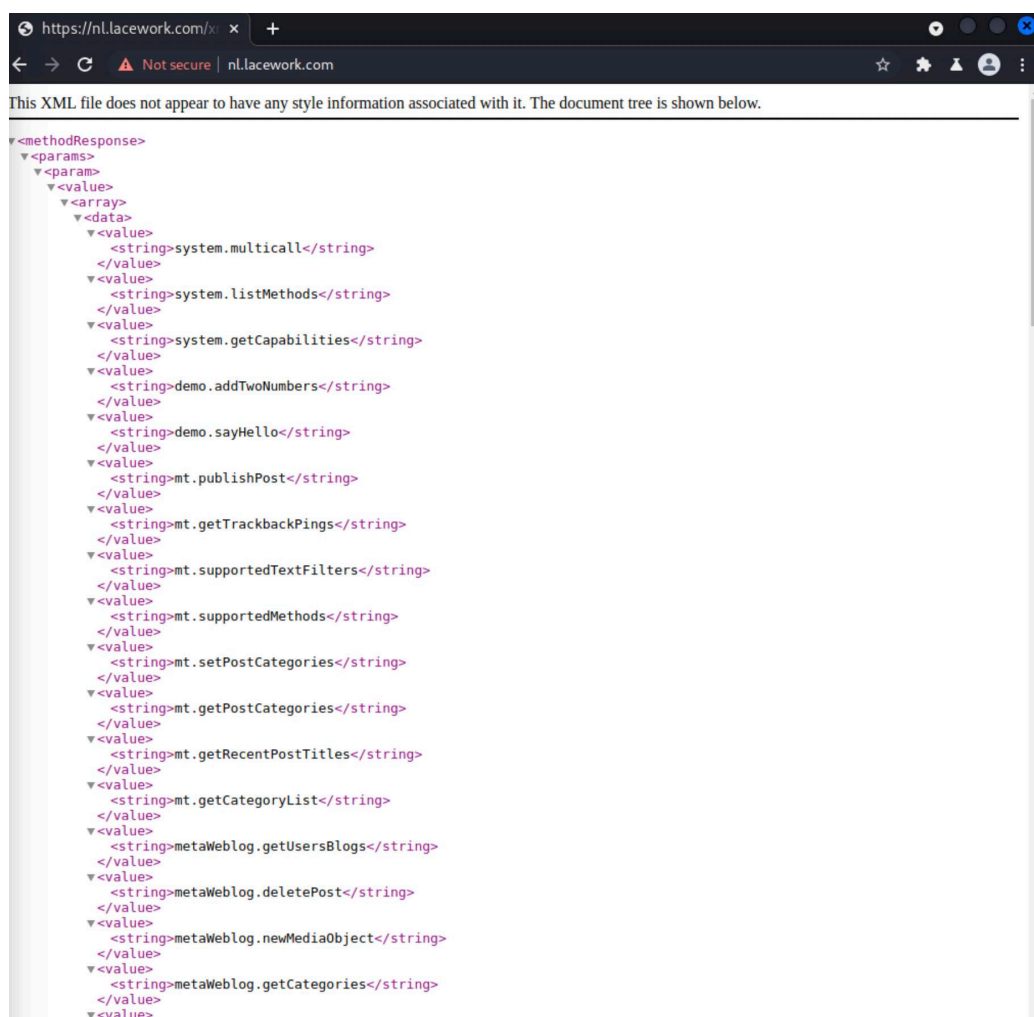 https://nl.lacework.com/x
Not secure | nl.lacework.com
This XML file does not appear to have any style information associated with it. The document tree is shown below.
▼<methodResponse>
▼<params>
▼<param>
▼<value>
▼<array>
▼<data>
▼<value>
<string>system.multicall</string>
</value>
▼<value>
<string>system.listMethods</string>
</value>
▼<value>
<string>system.getCapabilities</string>
</value>
▼<value>
<string>demo.addTwoNumbers</string>
</value>
▼<value>
<string>demo.sayHello</string>
</value>
▼<value>
<string>mt.publishPost</string>
</value>
▼<value>
<string>mt.getTrackbackPings</string>
</value>
▼<value>
<string>mt.supportedTextFilters</string>
</value>
▼<value>
<string>mt.supportedMethods</string>
</value>
▼<value>
<string>mt.setPostCategories</string>
</value>
▼<value>
<string>mt.getPostCategories</string>
</value>
▼<value>
<string>mt.getRecentPostTitles</string>
</value>
▼<value>
<string>mt.getCategoryList</string>
</value>
▼<value>
<string>metaWeblog.getUsersBlogs</string>
</value>
▼<value>
<string>metaWeblog.deletePost</string>
</value>
▼<value>
<string>metaWeblog.newMediaObject</string>
</value>
▼<value>
<string>metaWeblog.getCategories</string>
</value>
▼<value>